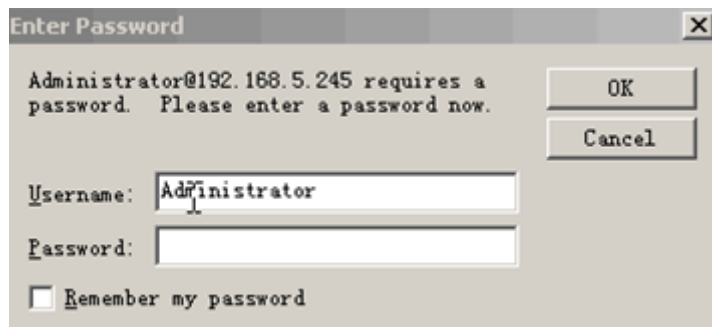 Enter Password
Administrator@192.168.5.245 requires a
password. Please enter a password now.
OK
Cancel
Username: Administrator
Password:
Remember my password